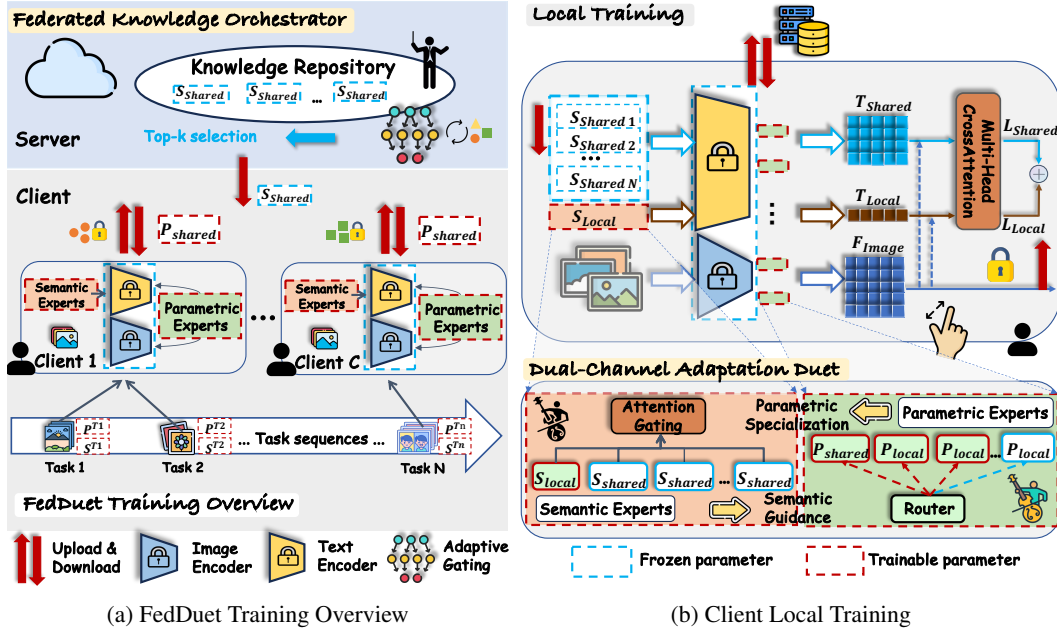 Federated Knowledge Orchestrator
Knowledge Repository
S_Shared S_Shared ... S_Shared
Server
Top-k selection
Client
S_Shared
P_shared
P_shared
Semantic Experts
Parametric Experts
Client 1
...
Semantic Experts
Parametric Experts
Client C
P^T1
S^T1
P^T2
S^T2
... Task sequences ...
P^Tn
S^Tn
Task 1
Task 2
Task N
FedDuet Training Overview
Upload & Download
Image Encoder
Text Encoder
Adaptive Gating
(a) FedDuet Training Overview
Local Training
S_Shared 1
S_Shared 2
...
S_Shared N
S_Local
T_Shared
T_Local
F_Image
Multi-Head CrossAttention
L_Shared
L_Local
Dual-Channel Adaptation Duet
Attention Gating
S_local S_shared S_shared ... S_shared
Semantic Experts
Semantic Guidance
Parametric Specialization
Parametric Experts
P_shared P_local P_local ... P_local
Router
Frozen parameter
Trainable parameter
(b) Client Local Training